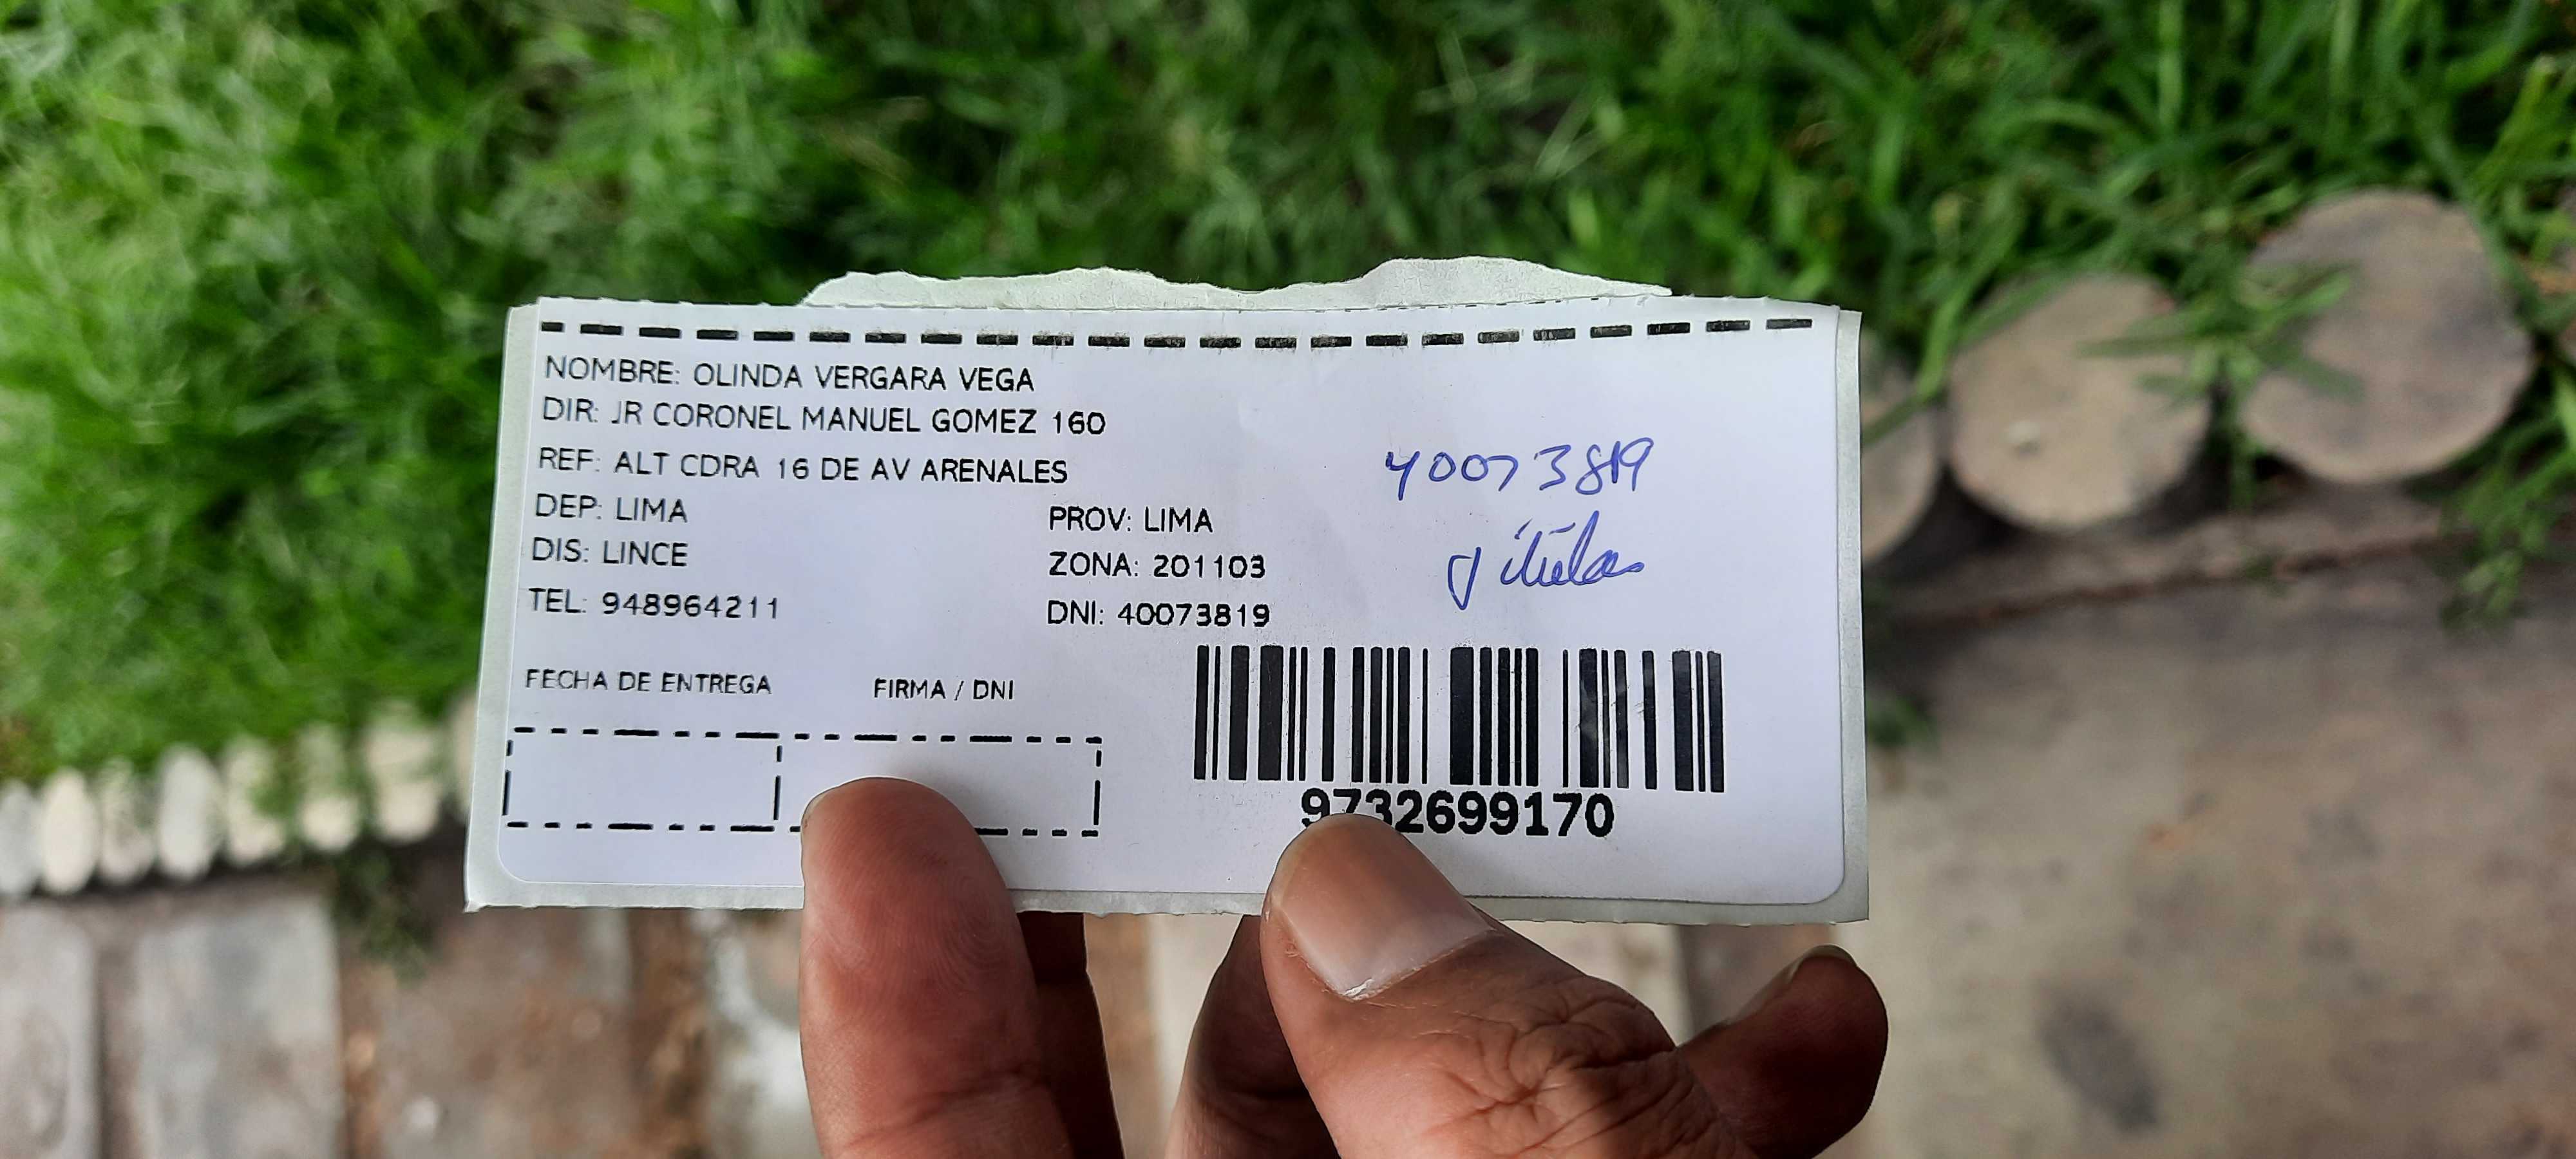 NOMBRE: OLINDA VERGARA VEGA
DIR: JR CORONEL MANUEL GOMEZ 160
REF: ALT CDRA 16 DE AV ARENALES
DEP: LIMA
PROV: LIMA
DIS: LINCE
ZONA: 201103
TEL: 948964211
DNI: 40073819
40073819
FECHA DE ENTREGA
FIRMA / DNI
9732699170